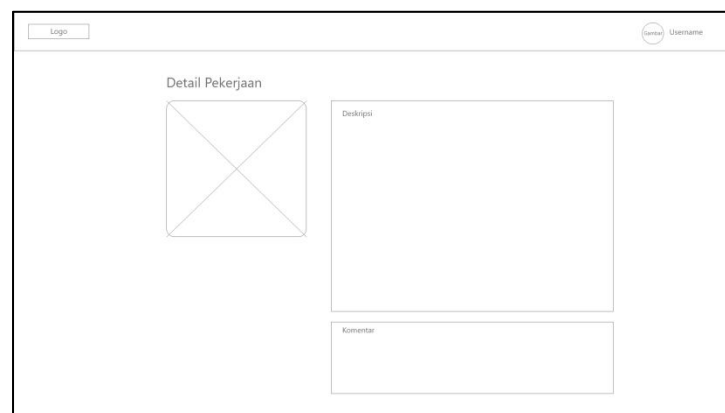 Logo
Gambar
Username
Detail Pekerjaan
Deskripsi
Komentar